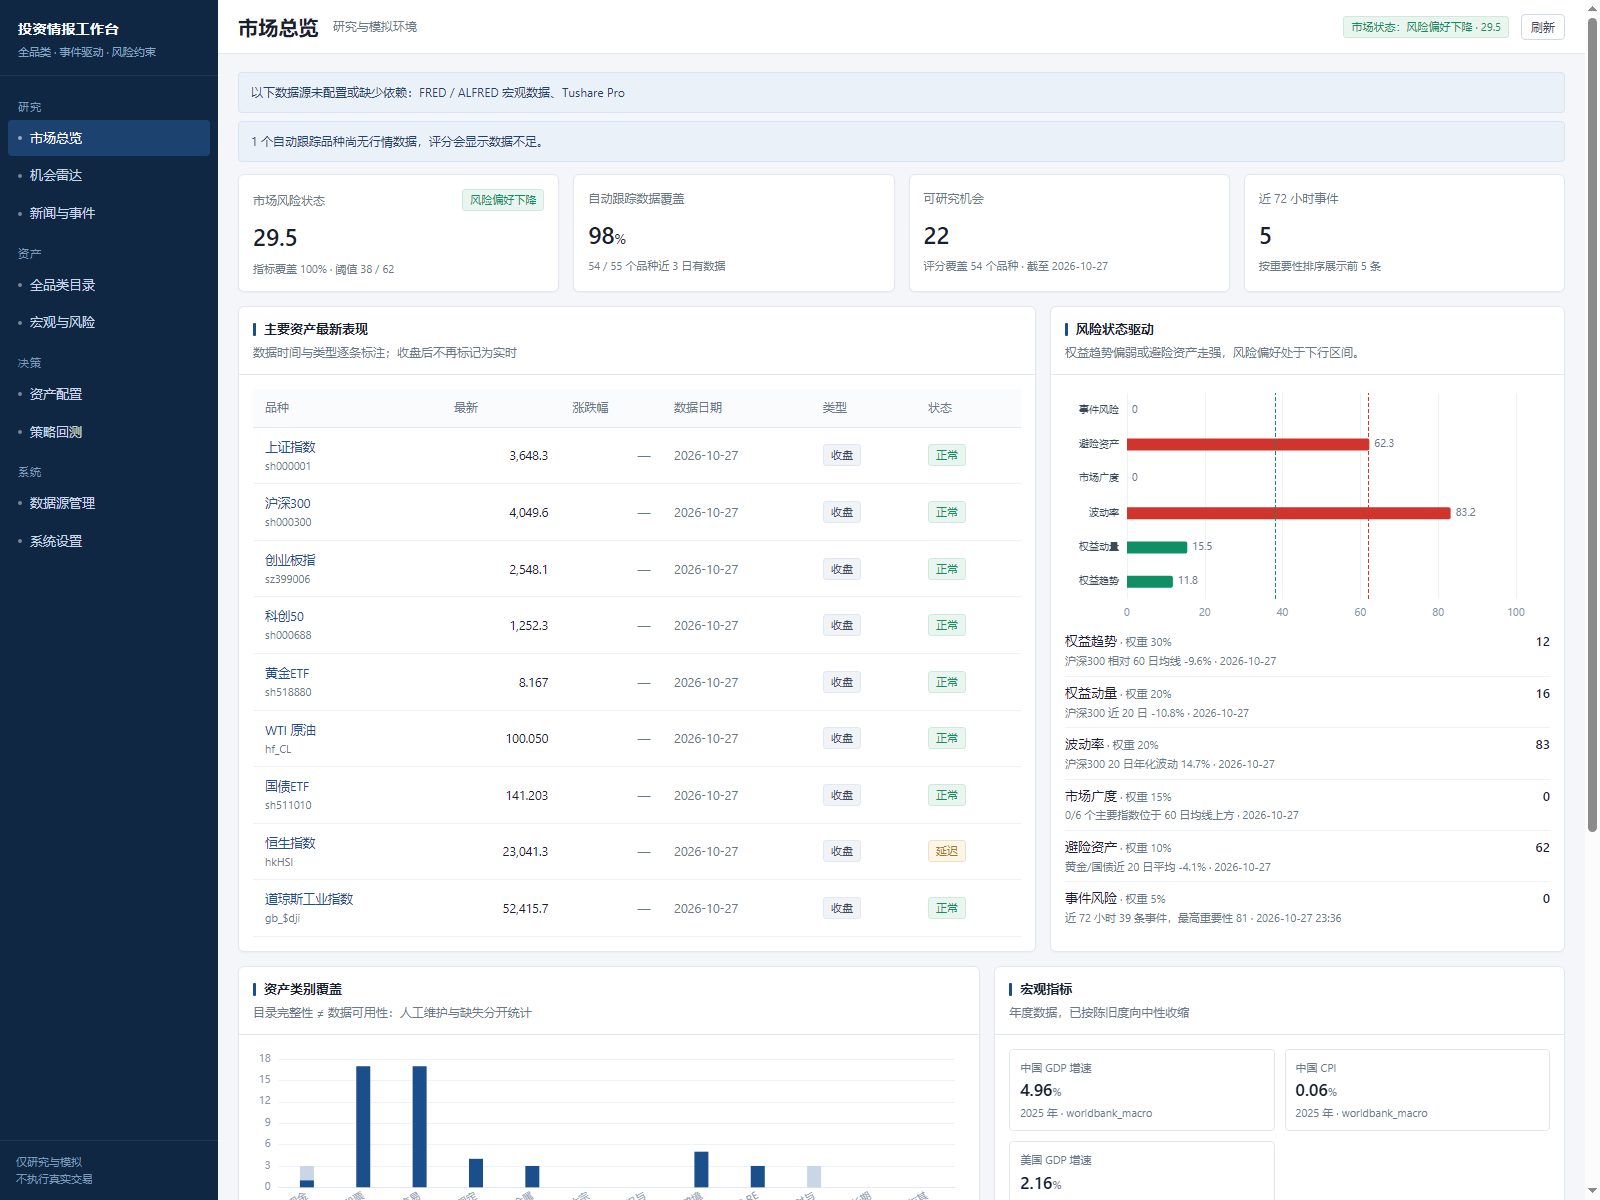 投资情报工作台
全品类 · 事件驱动 · 风险约束
研究
市场总览
机会雷达
新闻与事件
资产
全品类目录
宏观与风险
决策
资产配置
策略回测
系统
数据源管理
系统设置
仅研究与模拟
不执行真实交易
市场总览 研究与模拟环境
市场状态：风险偏好下降 · 29.5 刷新
以下数据源未配置或缺少依赖：FRED / ALFRED 宏观数据、Tushare Pro
1 个自动跟踪品种尚无行情数据，评分会显示数据不足。
市场风险状态 风险偏好下降
29.5
指标覆盖 100% · 阈值 38 / 62
自动跟踪数据覆盖
98%
54 / 55 个品种近 3 日有数据
可研究机会
22
评分覆盖 54 个品种 · 截至 2026-10-27
近 72 小时事件
5
按重要性排序展示前 5 条
主要资产最新表现
数据时间与类型逐条标注；收盘后不再标记为实时
品种 最新 涨跌幅 数据日期 类型 状态
上证指数
sh000001
3,648.3 — 2026-10-27 收盘 正常
沪深300
sh000300
4,049.6 — 2026-10-27 收盘 正常
创业板指
sz399006
2,548.1 — 2026-10-27 收盘 正常
科创50
sh000688
1,252.3 — 2026-10-27 收盘 正常
黄金ETF
sh518880
8.167 — 2026-10-27 收盘 正常
WTI 原油
hf_CL
100.050 — 2026-10-27 收盘 正常
国债ETF
sh511010
141.203 — 2026-10-27 收盘 正常
恒生指数
hkHSI
23,041.3 — 2026-10-27 收盘 延迟
道琼斯工业指数
gb_$dji
52,415.7 — 2026-10-27 收盘 正常
风险状态驱动
权益趋势偏弱或避险资产走强，风险偏好处于下行区间。
事件风险 0
避险资产 62.3
市场广度 0
波动率 83.2
权益动量 15.5
权益趋势 11.8
0 20 40 60 80 100
权益趋势 · 权重 30% 12
沪深300 相对 60 日均线 -9.6% · 2026-10-27
权益动量 · 权重 20% 16
沪深300 近 20 日 -10.8% · 2026-10-27
波动率 · 权重 20% 83
沪深300 20 日年化波动 14.7% · 2026-10-27
市场广度 · 权重 15% 0
0/6 个主要指数位于 60 日均线上方 · 2026-10-27
避险资产 · 权重 10% 62
黄金/国债近 20 日平均 -4.1% · 2026-10-27
事件风险 · 权重 5% 0
近 72 小时 39 条事件，最高重要性 81 · 2026-10-27 23:36
资产类别覆盖
目录完整性 ≠ 数据可用性：人工维护与缺失分开统计
18
15
12
9
6
3
0
宏观指标
年度数据，已按陈旧度向中性收缩
中国 GDP 增速
4.96%
2025 年 · worldbank_macro
中国 CPI
0.06%
2025 年 · worldbank_macro
美国 GDP 增速
2.16%